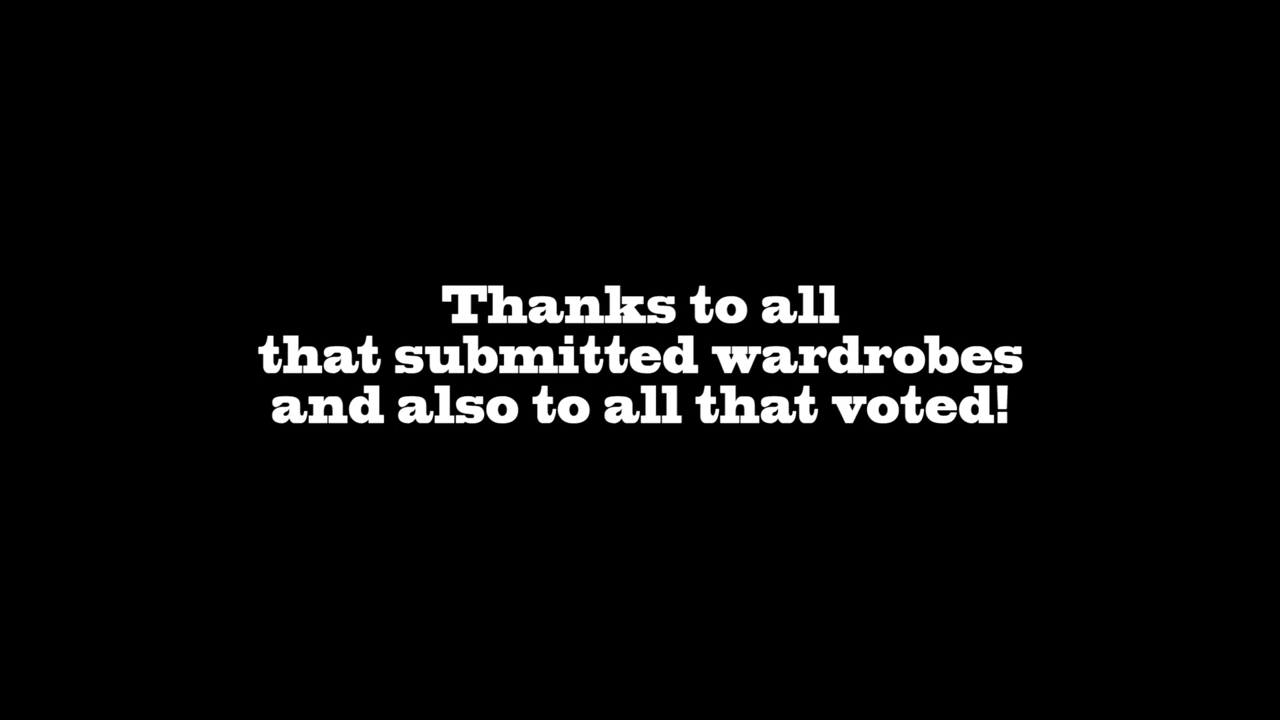 Thanks to all
that submitted wardrobes
and also to all that voted!